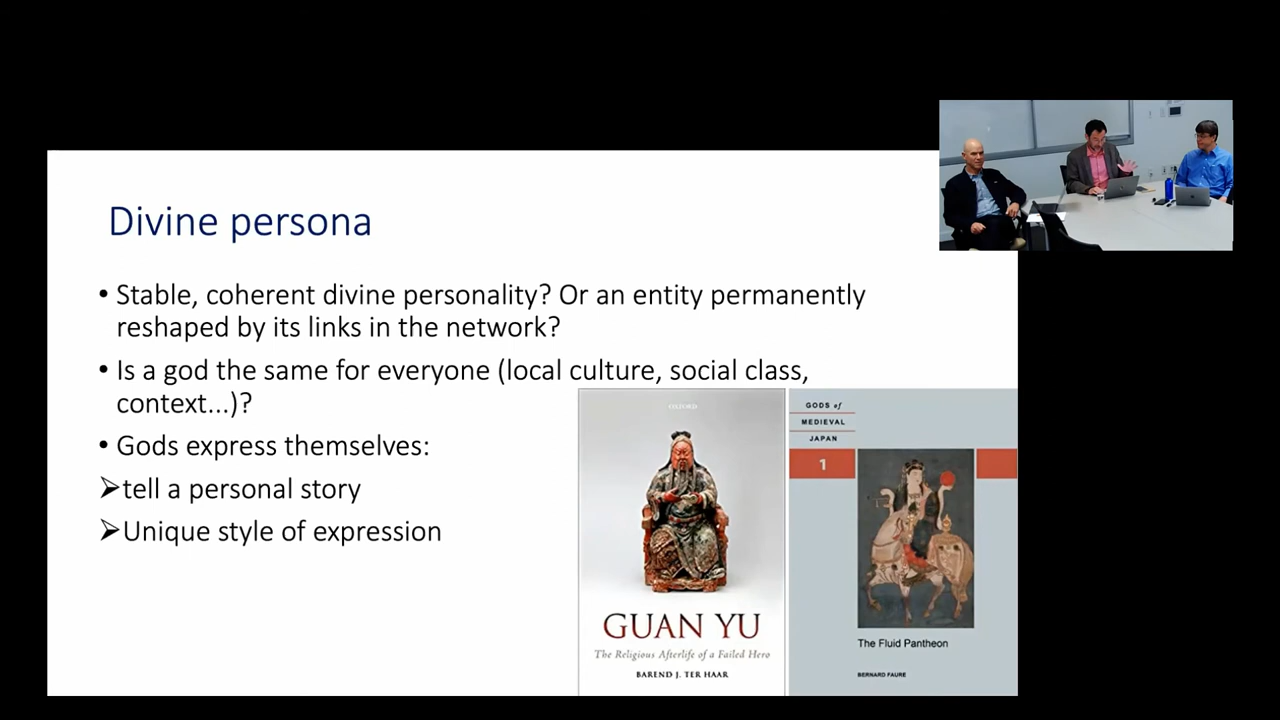 Divine persona
• Stable, coherent divine personality? Or an entity permanently
reshaped by its links in the network?
• Is a god the same for everyone (local culture, social class,
context...)?
• Gods express themselves:
➢tell a personal story
➢Unique style of expression
OXFORD
GUAN YU
The Religious Afterlife of a Failed Hero
BAREND J. TER HAAR
GODS of
MEDIEVAL
JAPAN
1
The Fluid Pantheon
BERNARD FAURE